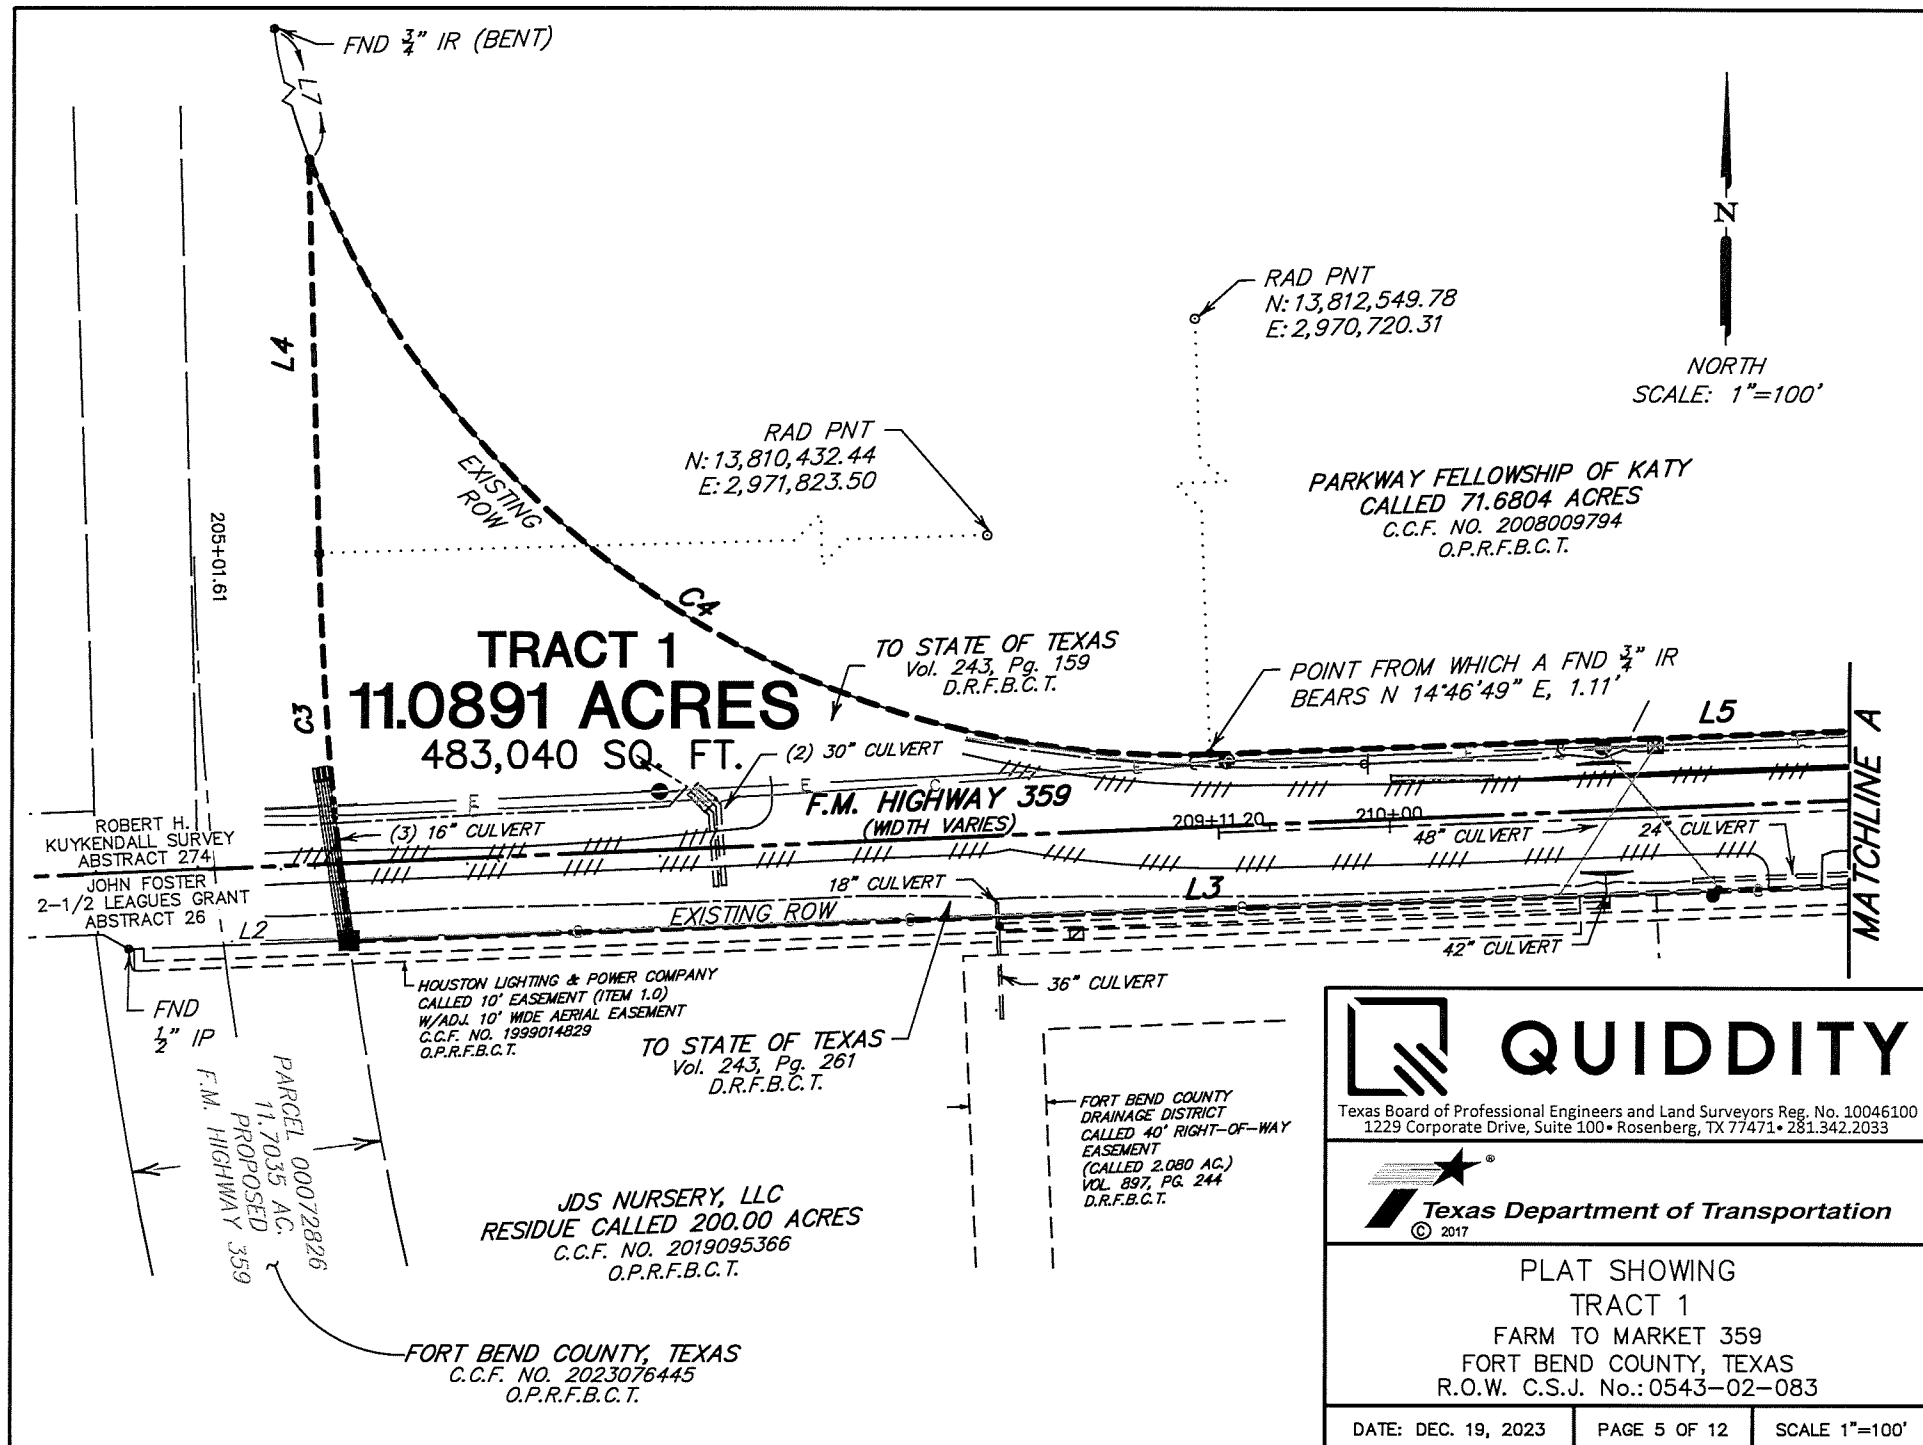 FND 3/4" IR (BENT)
L7
L4
RAD PNT
N: 13,812,549.78
E: 2,970,720.31
N
NORTH
SCALE: 1"=100'
RAD PNT
N: 13,810,432.44
E: 2,971,823.50
EXISTING
ROW
PARKWAY FELLOWSHIP OF KATY
CALLED 71.6804 ACRES
C.C.F. NO. 2008009794
O.P.R.F.B.C.T.
205+01.61
C4
C3
TRACT 1
11.0891 ACRES
483,040 SQ. FT.
TO STATE OF TEXAS
Vol. 243, Pg. 159
D.R.F.B.C.T.
POINT FROM WHICH A FND 3/4" IR
BEARS N 14°46'49" E, 1.11'
L5
MATCHLINE A
(2) 30" CULVERT
F.M. HIGHWAY 359
(WIDTH VARIES)
209+11.20
210+00
(3) 16" CULVERT
48" CULVERT
24" CULVERT
ROBERT H.
KUYKENDALL SURVEY
ABSTRACT 274
JOHN FOSTER
2-1/2 LEAGUES GRANT
ABSTRACT 26
18" CULVERT
L3
EXISTING ROW
L2
42" CULVERT
36" CULVERT
FND
1/2" IP
HOUSTON LIGHTING & POWER COMPANY
CALLED 10' EASEMENT (ITEM 1.0)
W/ADJ. 10' WIDE AERIAL EASEMENT
C.C.F. NO. 1999014829
O.P.R.F.B.C.T.
TO STATE OF TEXAS
Vol. 243, Pg. 261
D.R.F.B.C.T.
PARCEL 000728826
11.7035 AC.
PROPOSED
F.M. HIGHWAY 359
FORT BEND COUNTY
DRAINAGE DISTRICT
CALLED 40' RIGHT-OF-WAY
EASEMENT
(CALLED 2.080 AC.)
VOL. 897, PG. 244
D.R.F.B.C.T.
JDS NURSERY, LLC
RESIDUE CALLED 200.00 ACRES
C.C.F. NO. 2019095366
O.P.R.F.B.C.T.
FORT BEND COUNTY, TEXAS
C.C.F. NO. 2023076445
O.P.R.F.B.C.T.
QUIDDITY
Texas Board of Professional Engineers and Land Surveyors Reg. No. 10046100
1229 Corporate Drive, Suite 100 • Rosenberg, TX 77471 • 281.342.2033
®
Texas Department of Transportation
© 2017
PLAT SHOWING
TRACT 1
FARM TO MARKET 359
FORT BEND COUNTY, TEXAS
R.O.W. C.S.J. No.: 0543-02-083
DATE: DEC. 19, 2023
PAGE 5 OF 12
SCALE 1"=100'